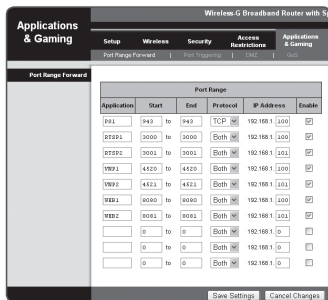 Wireless-G Broadband Router with Sp
Applications & Gaming
Setup Wireless Security Access Restrictions Applications & Gaming
Port Range Forward | Port Triggering | DMZ | QoS
Port Range Forward
Port Range
Application Start End Protocol IP Address Enable
PS1 943 to 943 TCP 192.168.1. 100
RTSP1 3000 to 3000 Both 192.168.1. 100
RTSP2 3001 to 3001 Both 192.168.1. 101
VNP1 4520 to 4520 Both 192.168.1. 100
VNP2 4521 to 4521 Both 192.168.1. 101
WEB1 8080 to 8080 Both 192.168.1. 100
WEB2 8081 to 8081 Both 192.168.1. 101
0 to 0 Both 192.168.1. 0
0 to 0 Both 192.168.1. 0
0 to 0 Both 192.168.1. 0
Save Settings Cancel Changes